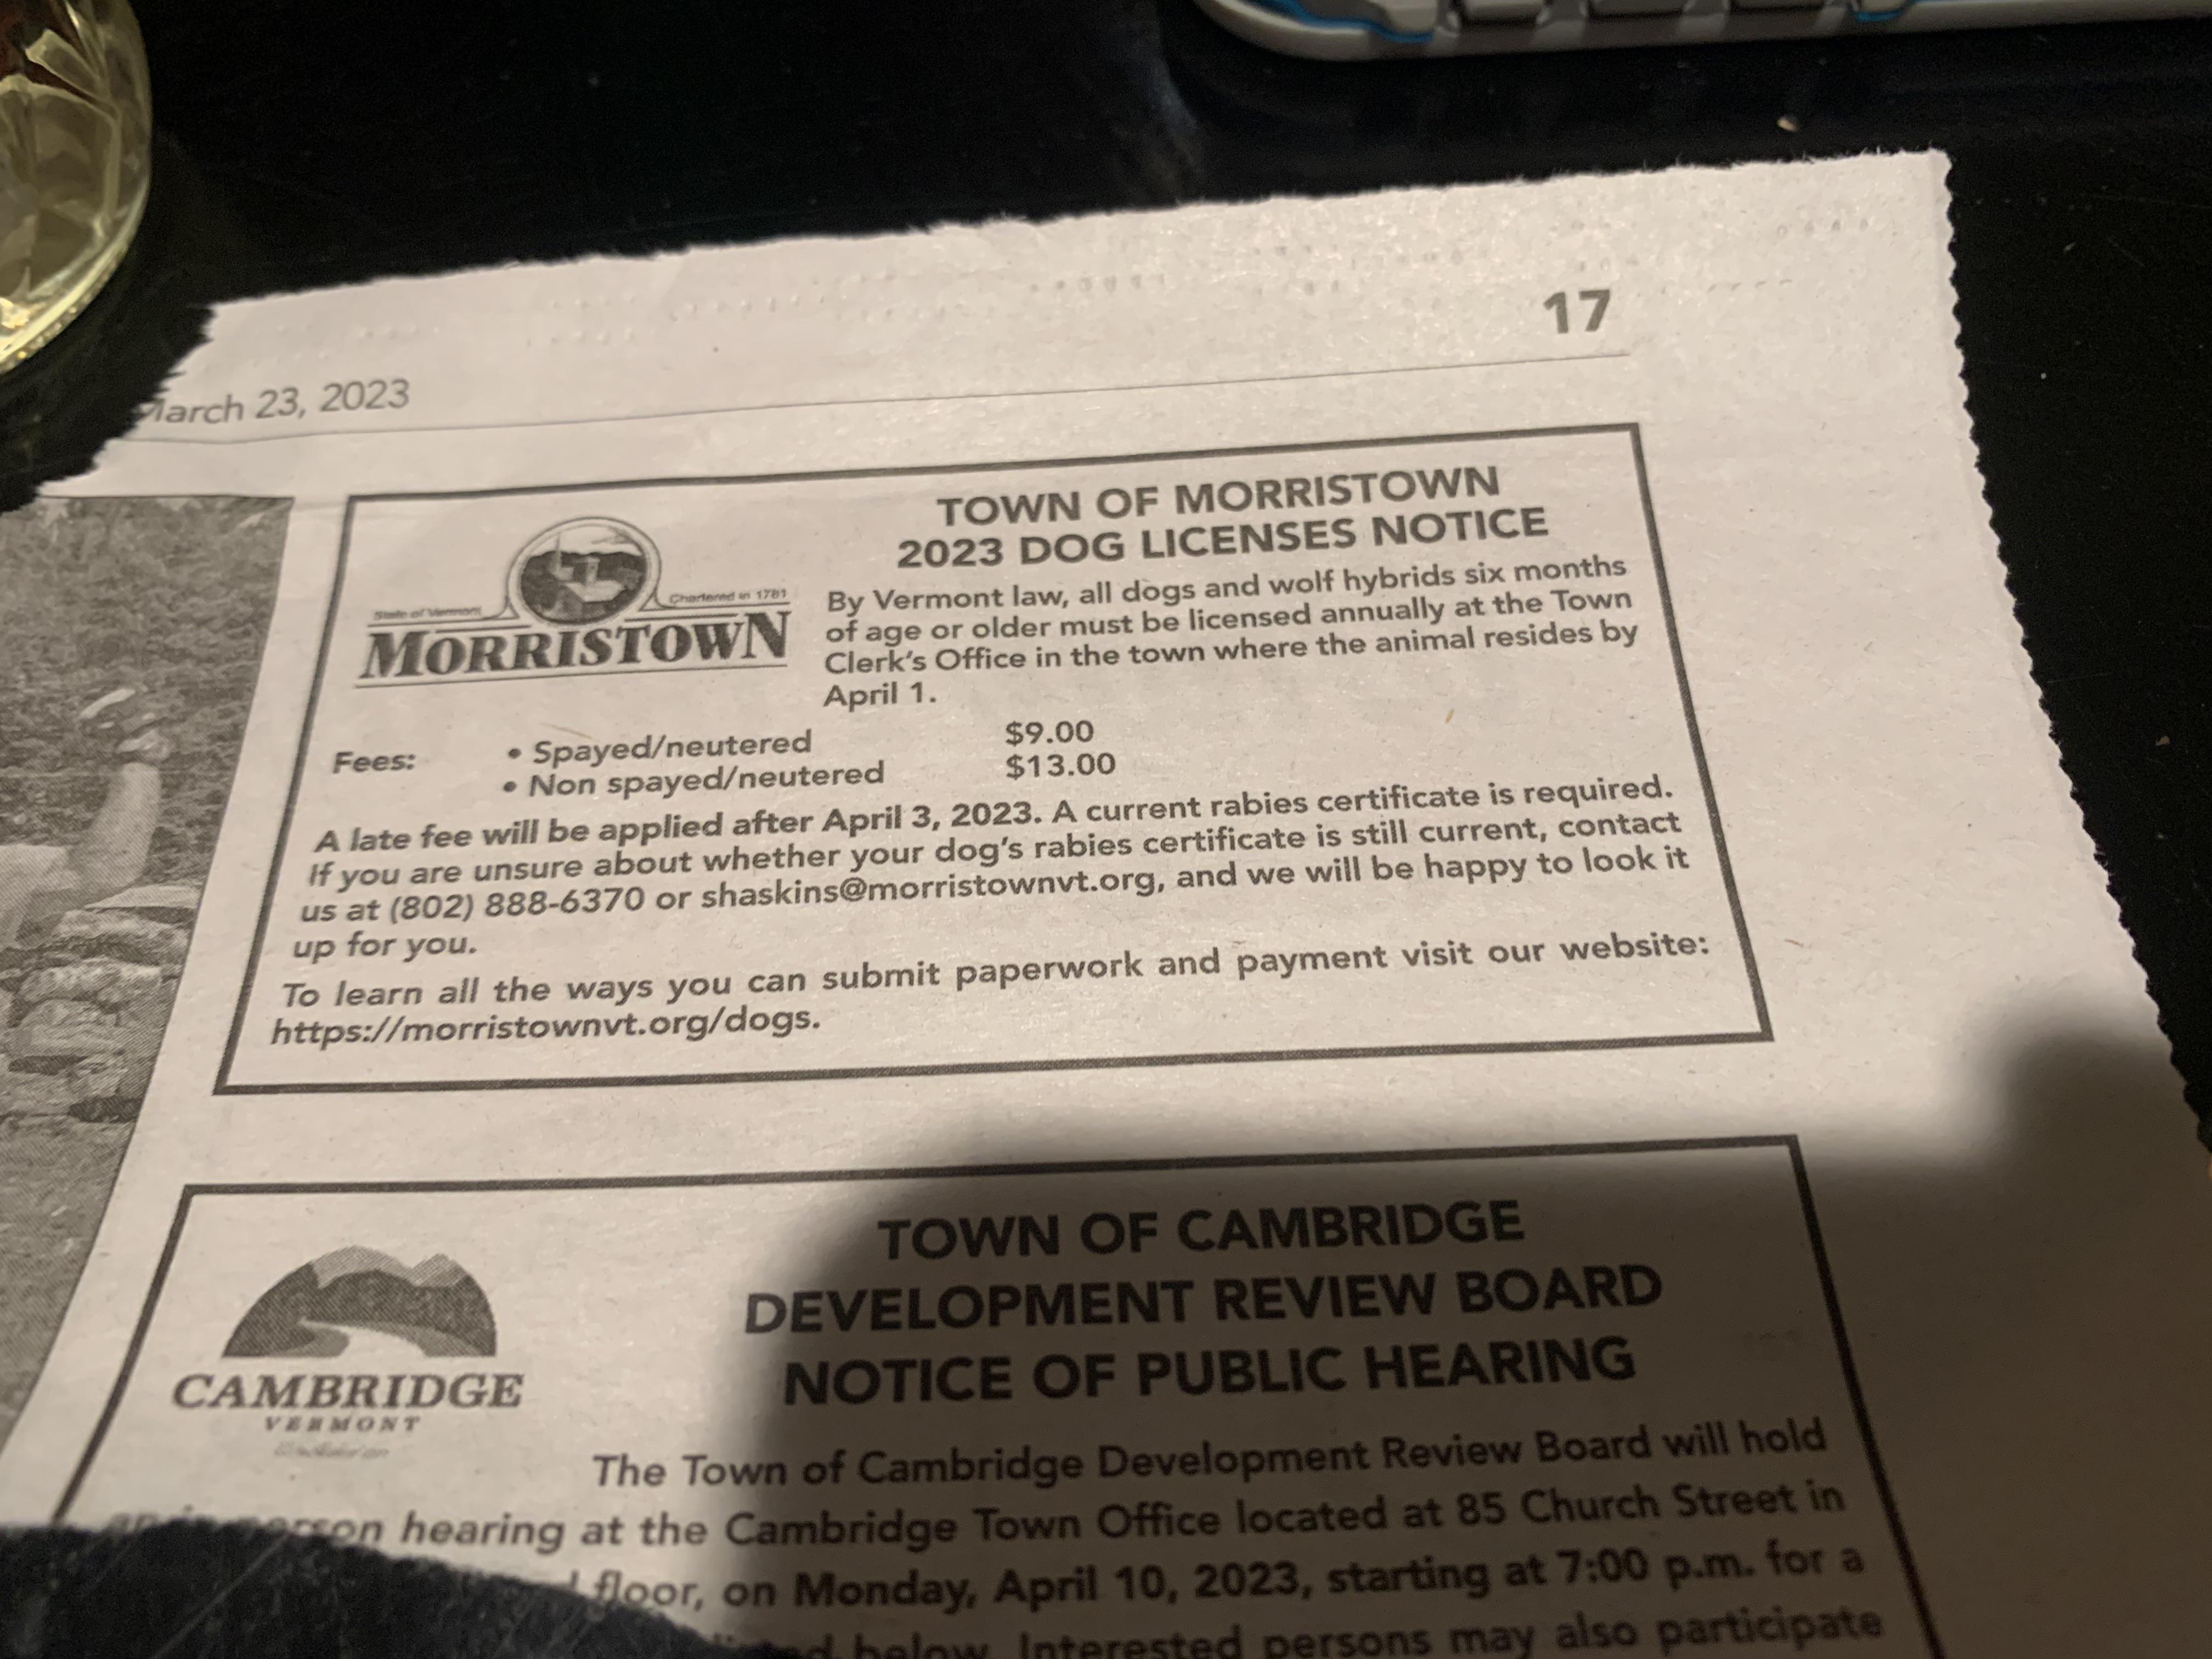 17
March 23, 2023
TOWN OF MORRISTOWN
2023 DOG LICENSES NOTICE
State of Vermont
Chartered in 1781
MORRISTOWN
By Vermont law, all dogs and wolf hybrids six months
of age or older must be licensed annually at the Town
Clerk's Office in the town where the animal resides by
April 1.
Fees: • Spayed/neutered $9.00
• Non spayed/neutered $13.00
A late fee will be applied after April 3, 2023. A current rabies certificate is required.
If you are unsure about whether your dog's rabies certificate is still current, contact
us at (802) 888-6370 or shaskins@morristownvt.org, and we will be happy to look it
up for you.
To learn all the ways you can submit paperwork and payment visit our website:
https://morristownvt.org/dogs.
CAMBRIDGE
VERMONT
TOWN OF CAMBRIDGE
DEVELOPMENT REVIEW BOARD
NOTICE OF PUBLIC HEARING
The Town of Cambridge Development Review Board will hold
hearing at the Cambridge Town Office located at 85 Church Street in
floor, on Monday, April 10, 2023, starting at 7:00 p.m. for a
below. Interested persons may also participate